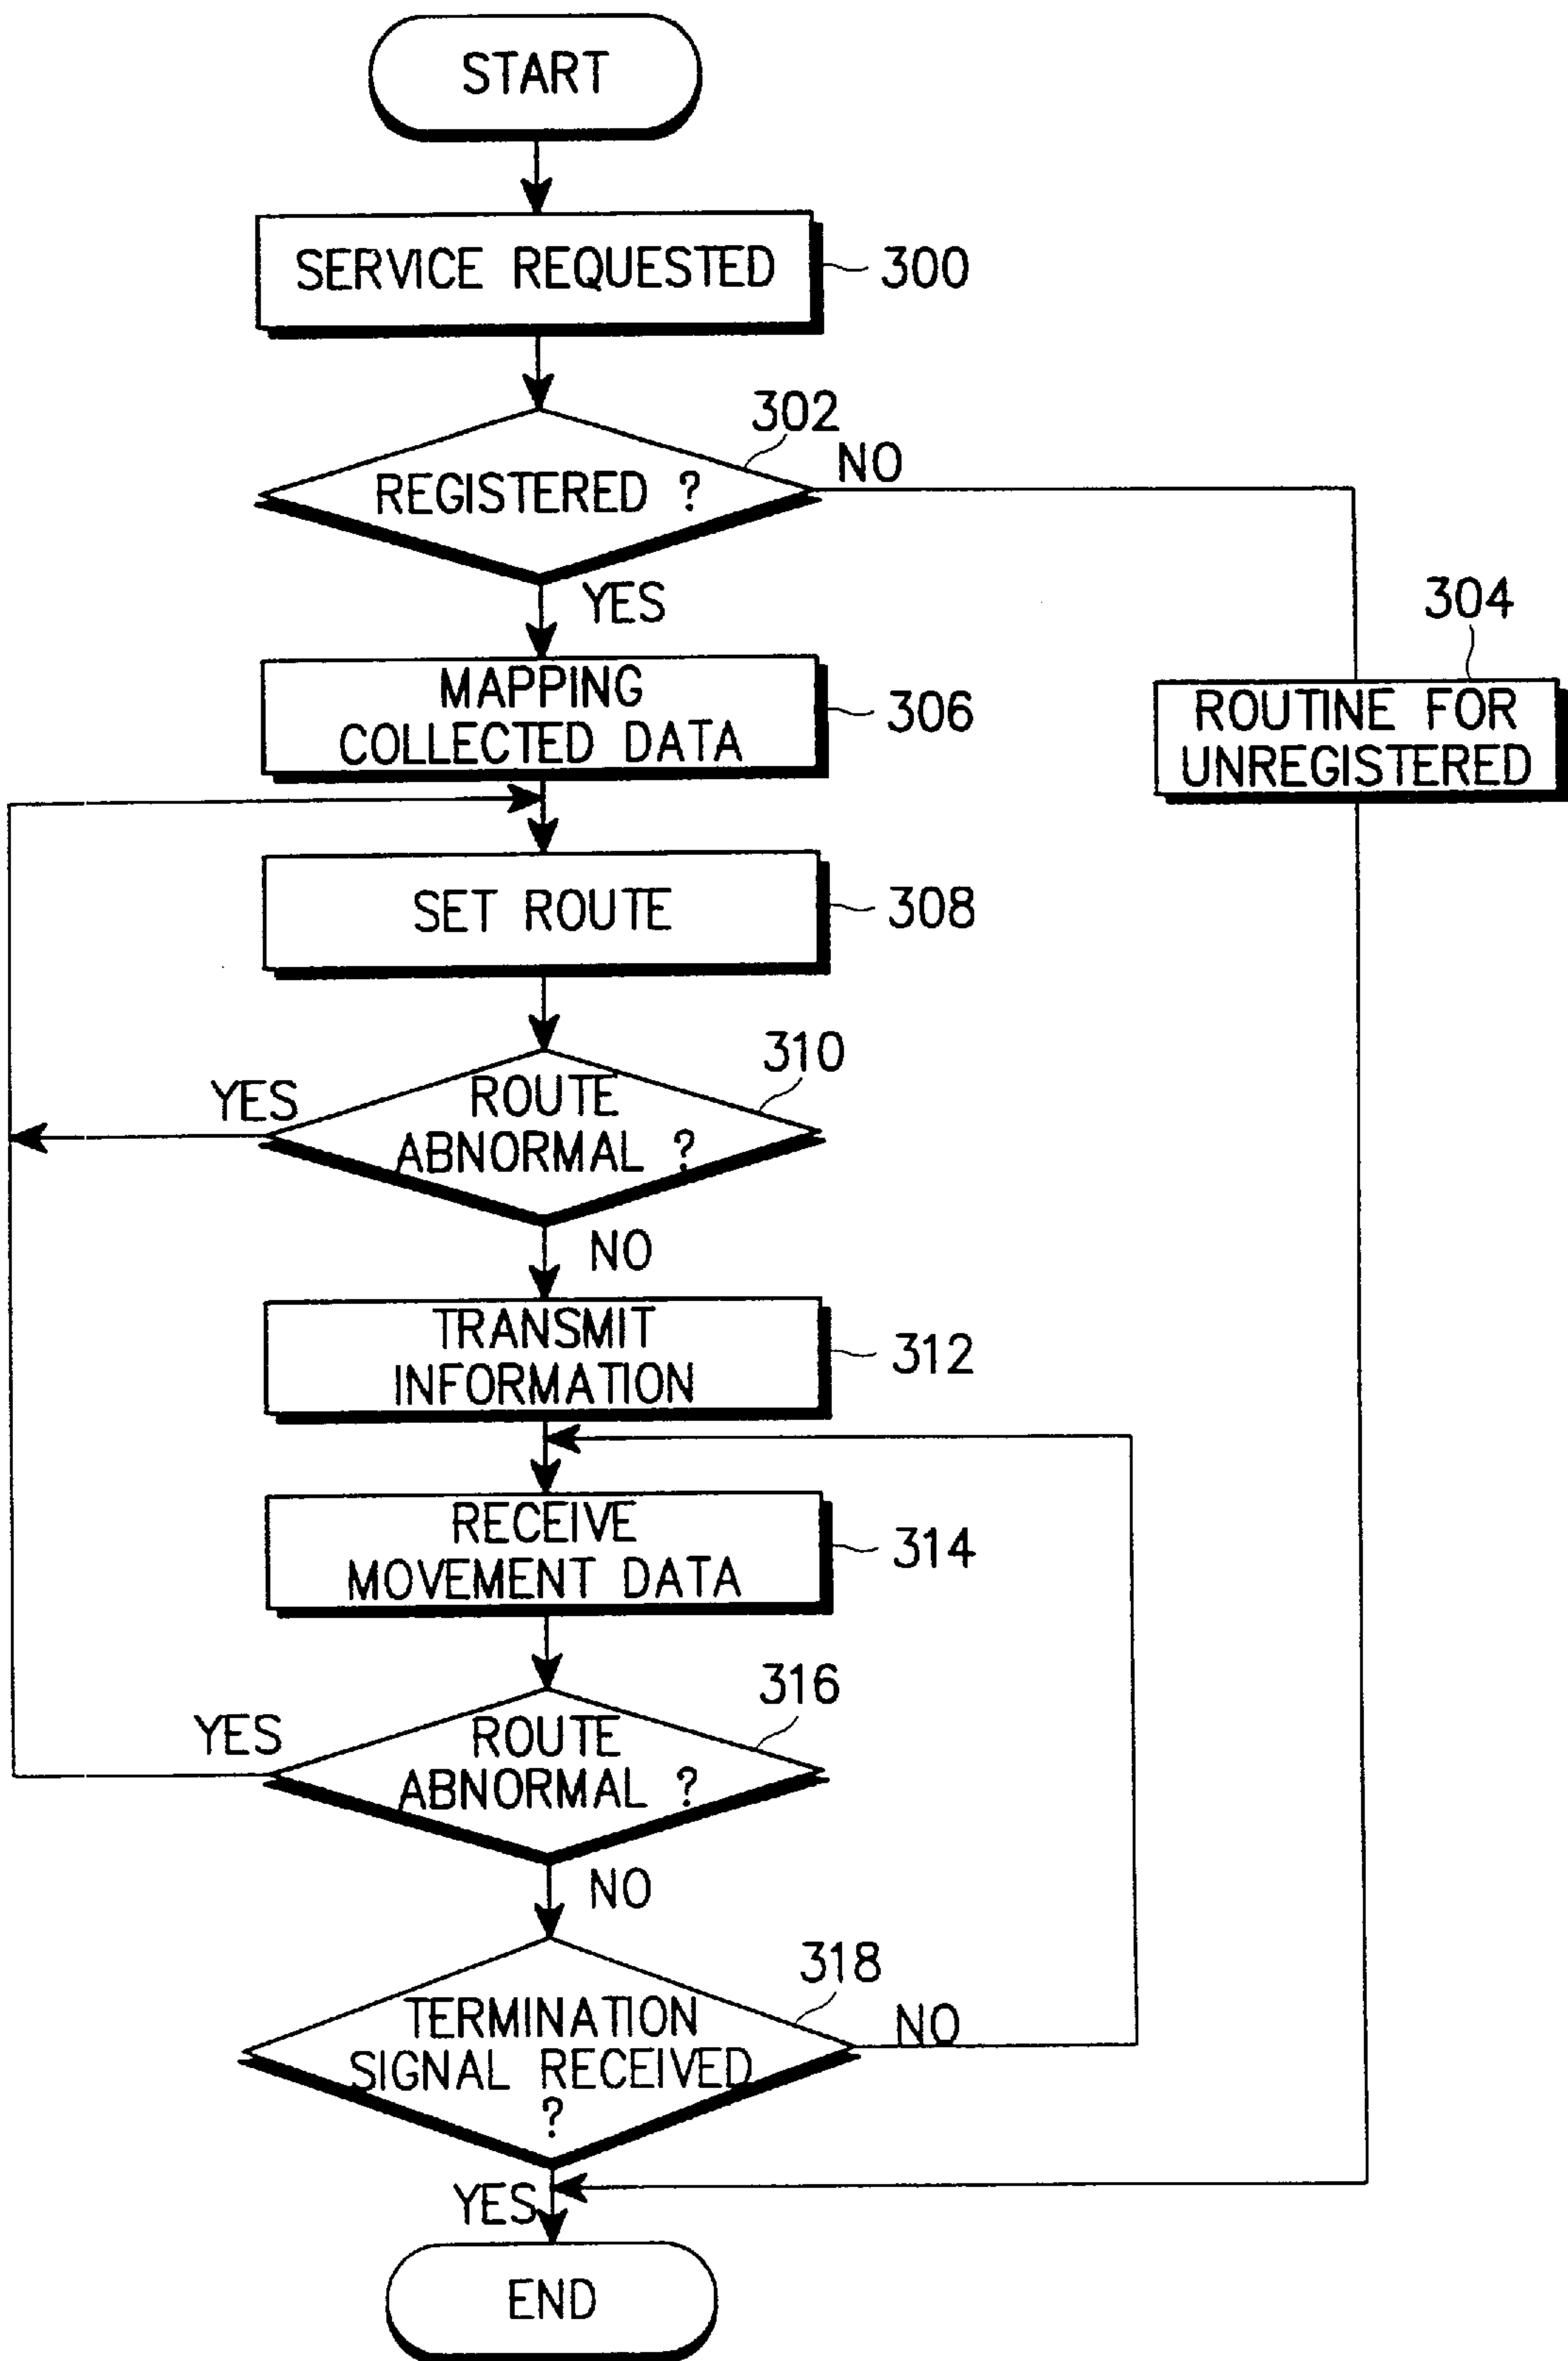 START
SERVICE REQUESTED
300
302
REGISTERED ?
NO
YES
304
MAPPING
COLLECTED DATA
306
ROUTINE FOR
UNREGISTERED
SET ROUTE
308
310
YES
ROUTE
ABNORMAL ?
NO
TRANSMIT
INFORMATION
312
RECEIVE
MOVEMENT DATA
314
316
YES
ROUTE
ABNORMAL ?
NO
318
TERMINATION
SIGNAL RECEIVED
?
NO
YES
END